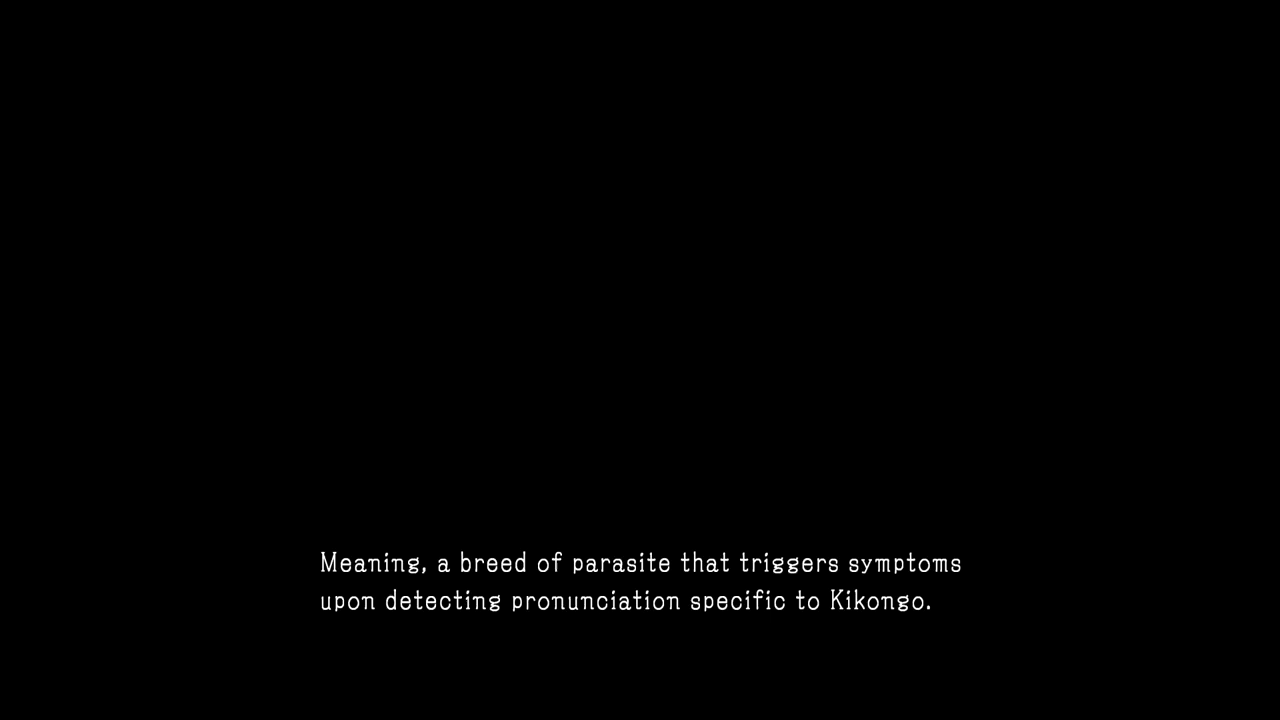 Meaning, a breed of parasite that triggers symptoms
upon detecting pronunciation specific to Kikongo.